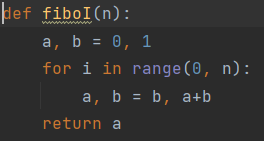 def fiboI(n):
    a, b = 0, 1
    for i in range(0, n):
        a, b = b, a+b
    return a